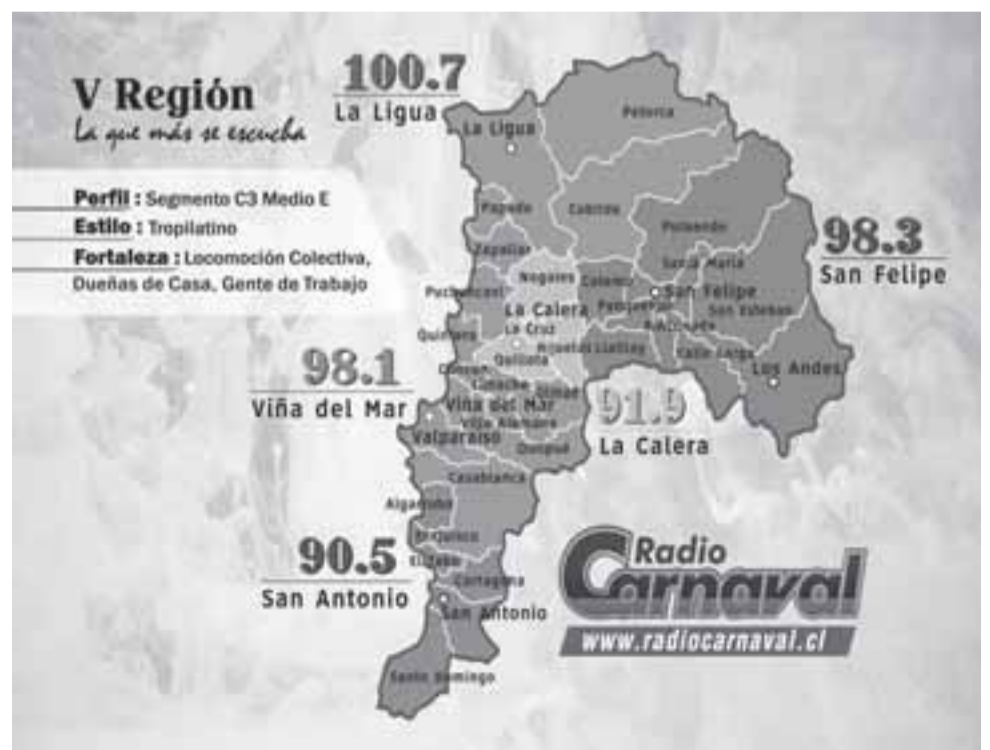 V Región
La que más se escucha
Perfil : Segmento C3 Medio E
Estilo : Tropilatino
Fortaleza : Locomoción Colectiva,
Dueñas de Casa, Gente de Trabajo
100.7
La Ligua
98.3
San Felipe
98.1
Viña del Mar
91.9
La Calera
90.5
San Antonio
Petorca
La Ligua
Papudo
Cabildo
Putaendo
Zapallar
Santa María
Nogales
Catemu
San Felipe
Puchuncaví
Panquehue
San Esteban
La Calera
Quintero
La Cruz
Rinconada
Hijuelas
Llaillay
Calle Larga
Quillota
Los Andes
Concón
Limache
Olmué
Viña del Mar
Villa Alemana
Valparaíso
Quilpué
Casablanca
Algarrobo
El Quisco
El Tabo
Cartagena
San Antonio
Santo Domingo
Radio
Carnaval
www.radiocarnaval.cl